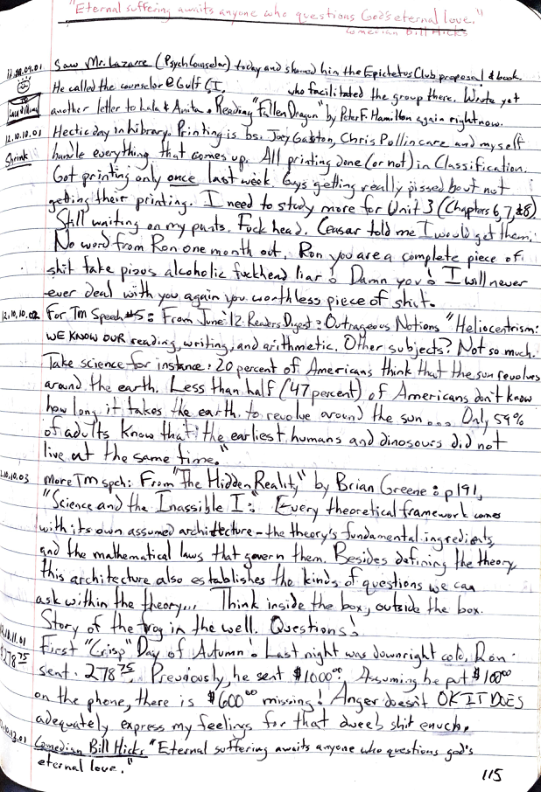 "Eternal suffering awaits anyone who questions God's eternal love."
Comedian Bill Hicks
Saw Mr. Lazarre (Psych Counselor) today and showed him the Epictetus Club proposal & book.
He called the counselor @ Gulf CI, who facilitated the group there. Wrote yet
another letter to Lola & Anita. Reading "Fallen Dragon" by Peter F. Hamilton again right now.
12.10.10.01 Hectic day in library. Printing is bs. Joey Gaston, Chris Pollincare and myself
Shrink handle everything that comes up. All printing done (or not) in Classification.
Got printing only once last week. Guys getting really pissed bout not
getting their printing. I need to study more for Unit 3 (Chapters 6, 7, & 8)
Still waiting on my pants. Fuck head. Ceasar told me I would get them.
No word from Ron one month out. Ron you are a complete piece of
shit fake pious alcoholic fuckhead liar! Damn you! I will never
ever deal with you again you worthless piece of shit.
12.10.10.02 For TM Speech #5: From June '12 Readers Digest: Outrageous Notions "Heliocentrism:
WE KNOW OUR reading, writing, and arithmetic. Other subjects? Not so much.
Take science for instance: 20 percent of Americans think that the sun revolves
around the earth. Less than half (47 percent) of Americans don't know
how long it takes the earth to revolve around the sun... Only 59%
of adults know that the earliest humans and dinosours did not
live at the same time."
12.10.10.03 More TM spch: From "The Hidden Reality" by Brian Greene: p 191,
"Science and the Inassible I:" Every theoretical framework comes
with its own assumed architecture - the theory's fundamental ingredients,
and the mathematical laws that govern them. Besides defining the theory,
this architecture also establishes the kinds of questions we can
ask within the theory... Think inside the box, outside the box.
Story of the frog in the well. Questions!
First "Crisp" Day of Autumn! Last night was downright cold. Ron
$278 75 sent. 278 75. Previously, he sent $1000 00. Assuming he put $100 00
on the phone, there is $600 00 missing! Anger doesn't OK IT DOES
adequately express my feelings for that dweeb shit
Comedian Bill Hicks "Eternal suffering awaits anyone who questions god's
eternal love."
115